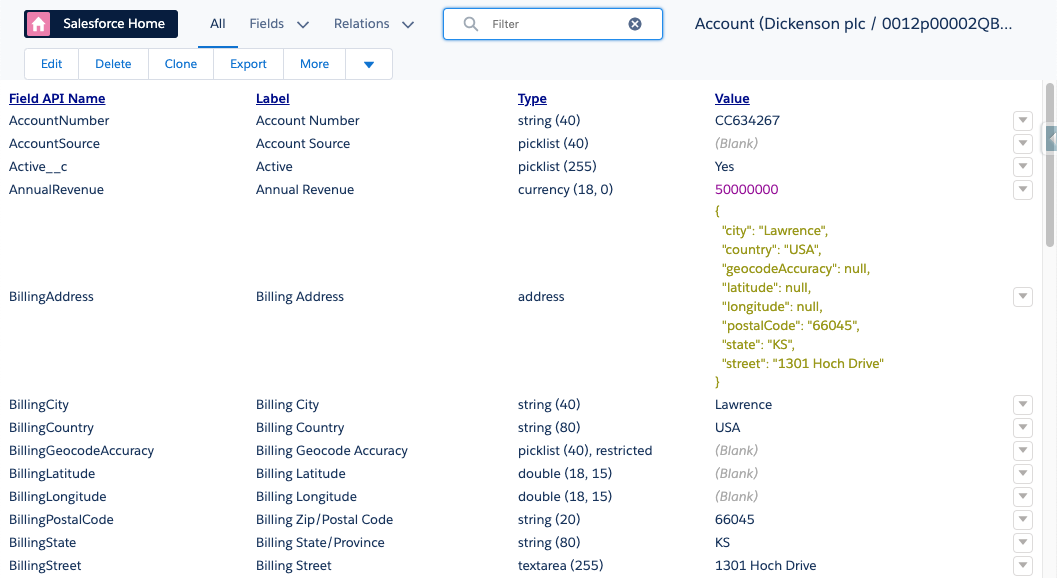 Salesforce Home All Fields Relations Filter Account (Dickenson plc / 0012p00002QB...
Edit Delete Clone Export More
Field API Name Label Type Value
AccountNumber Account Number string (40) CC634267
AccountSource Account Source picklist (40) (Blank)
Active__c Active picklist (255) Yes
AnnualRevenue Annual Revenue currency (18, 0) 50000000
{
"city": "Lawrence",
"country": "USA",
"geocodeAccuracy": null,
"latitude": null,
BillingAddress Billing Address address
"longitude": null,
"postalCode": "66045",
"state": "KS",
"street": "1301 Hoch Drive"
}
BillingCity Billing City string (40) Lawrence
BillingCountry Billing Country string (80) USA
BillingGeocodeAccuracy Billing Geocode Accuracy picklist (40), restricted (Blank)
BillingLatitude Billing Latitude double (18, 15) (Blank)
BillingLongitude Billing Longitude double (18, 15) (Blank)
BillingPostalCode Billing Zip/Postal Code string (20) 66045
BillingState Billing State/Province string (80) KS
BillingStreet Billing Street textarea (255) 1301 Hoch Drive